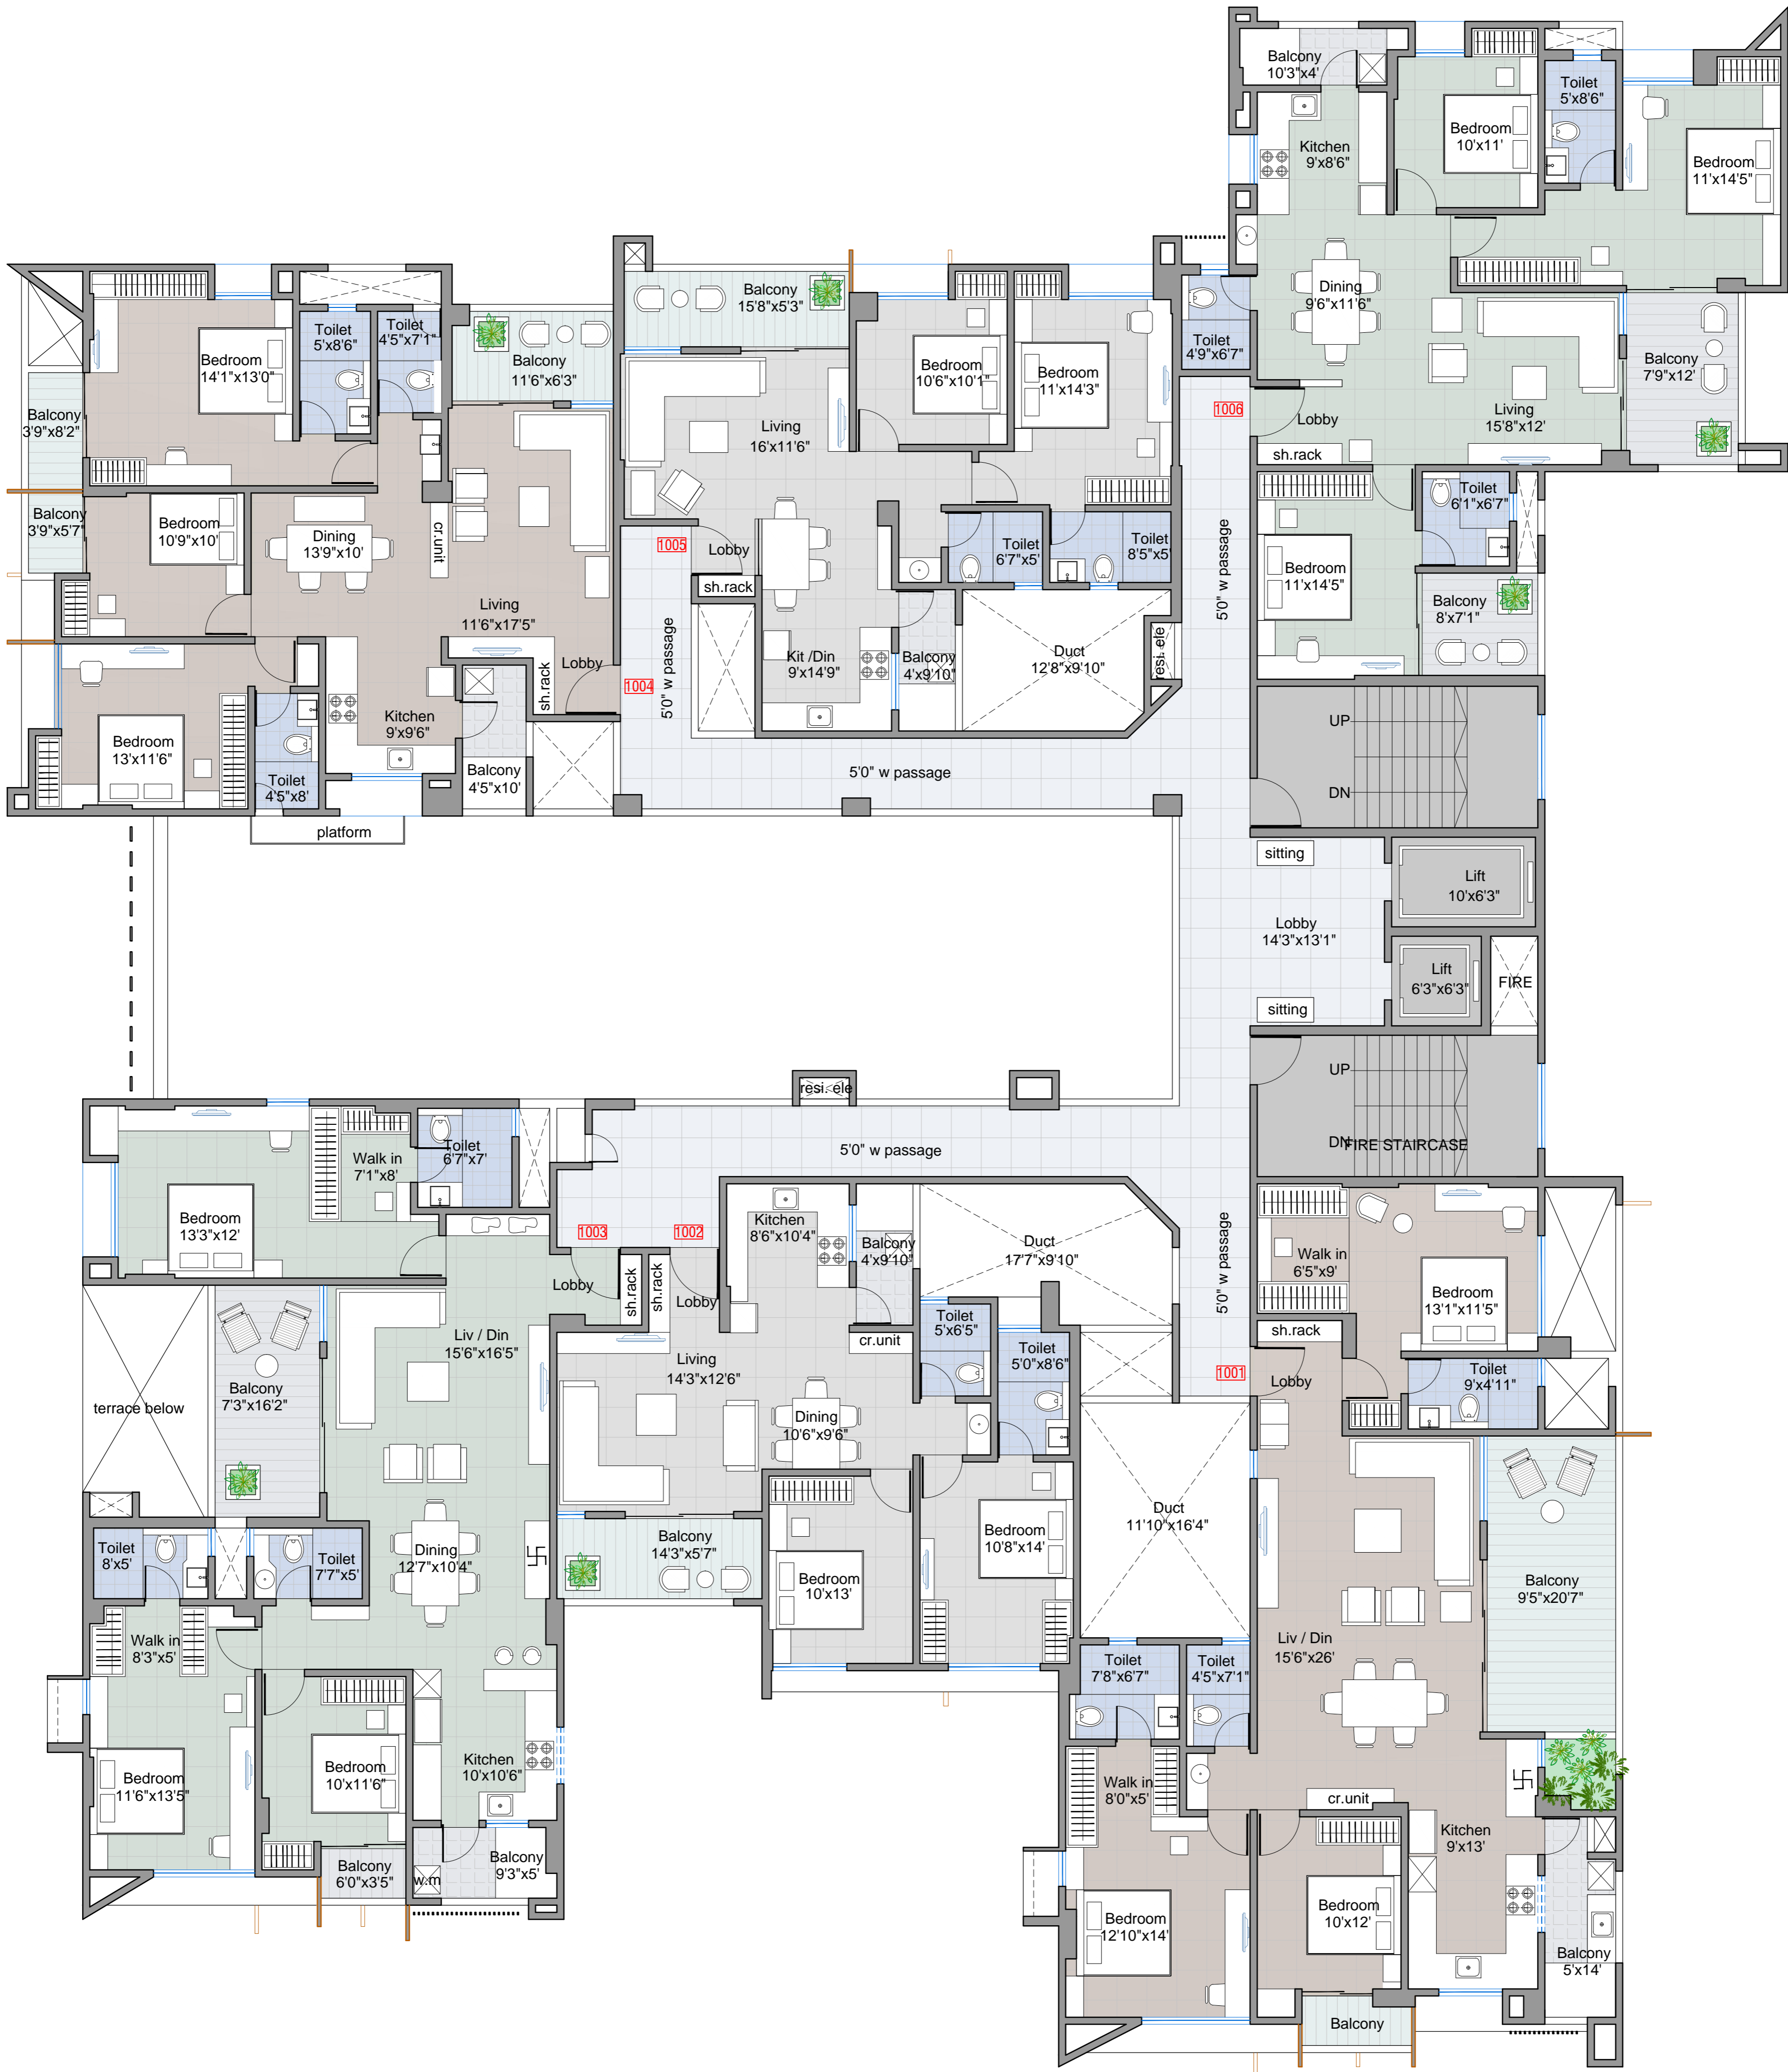 Balcony
10'3"x4'
Kitchen
9'x8'6"
Bedroom
10'x11'
Toilet
5'x8'6"
Bedroom
11'x14'5"
Dining
9'6"x11'6"
Toilet
4'9"x6'7"
Balcony
7'9"x12'
Living
15'8"x12'
1006
Lobby
sh.rack
Toilet
6'1"x6'7"
Bedroom
11'x14'5"
Balcony
8'x7'1"
Bedroom
14'1"x13'0"
Toilet
5'x8'6"
Toilet
4'5"x7'1"
Balcony
11'6"x6'3"
Balcony
3'9"x8'2"
Balcony
3'9"x5'7"
Bedroom
10'9"x10'
Dining
13'9"x10'
cr.unit
Living
11'6"x17'5"
Lobby
sh.rack
1004
Bedroom
13'x11'6"
Toilet
4'5"x8'
Kitchen
9'x9'6"
Balcony
4'5"x10'
platform
Balcony
15'8"x5'3"
Living
16'x11'6"
Bedroom
10'6"x10'1"
Bedroom
11'x14'3"
1005
Lobby
sh.rack
Toilet
6'7"x5'
Toilet
8'5"x5'
Kit /Din
9'x14'9"
Balcony
4'x9'10"
Duct
12'8"x9'10"
resi. ele
5'0" w passage
5'0" w passage
5'0" w passage
UP
DN
sitting
Lift
10'x6'3"
Lobby
14'3"x13'1"
Lift
6'3"x6'3"
FIRE
sitting
UP
DN
FIRE STAIRCASE
resi. ele
5'0" w passage
5'0" w passage
Bedroom
13'3"x12'
Walk in
7'1"x8'
Toilet
6'7"x7'
1003
1002
Lobby
sh.rack
sh.rack
Lobby
Liv / Din
15'6"x16'5"
Balcony
7'3"x16'2"
terrace below
Toilet
8'x5'
Toilet
7'7"x5'
Dining
12'7"x10'4"
Walk in
8'3"x5'
Bedroom
11'6"x13'5"
Bedroom
10'x11'6"
Kitchen
10'x10'6"
Balcony
6'0"x3'5"
w.m
Balcony
9'3"x5'
Kitchen
8'6"x10'4"
Balcony
4'x9'10"
Duct
17'7"x9'10"
Living
14'3"x12'6"
cr.unit
Toilet
5'x6'5"
Toilet
5'0"x8'6"
Dining
10'6"x9'6"
Balcony
14'3"x5'7"
Bedroom
10'x13'
Bedroom
10'8"x14'
Duct
11'10"x16'4"
1001
Lobby
sh.rack
Walk in
6'5"x9'
Bedroom
13'1"x11'5"
Toilet
9'x4'11"
Balcony
9'5"x20'7"
Liv / Din
15'6"x26'
Toilet
7'8"x6'7"
Toilet
4'5"x7'1"
Walk in
8'0"x5'
cr.unit
Kitchen
9'x13'
Bedroom
12'10"x14'
Bedroom
10'x12'
Balcony
5'x14'
Balcony